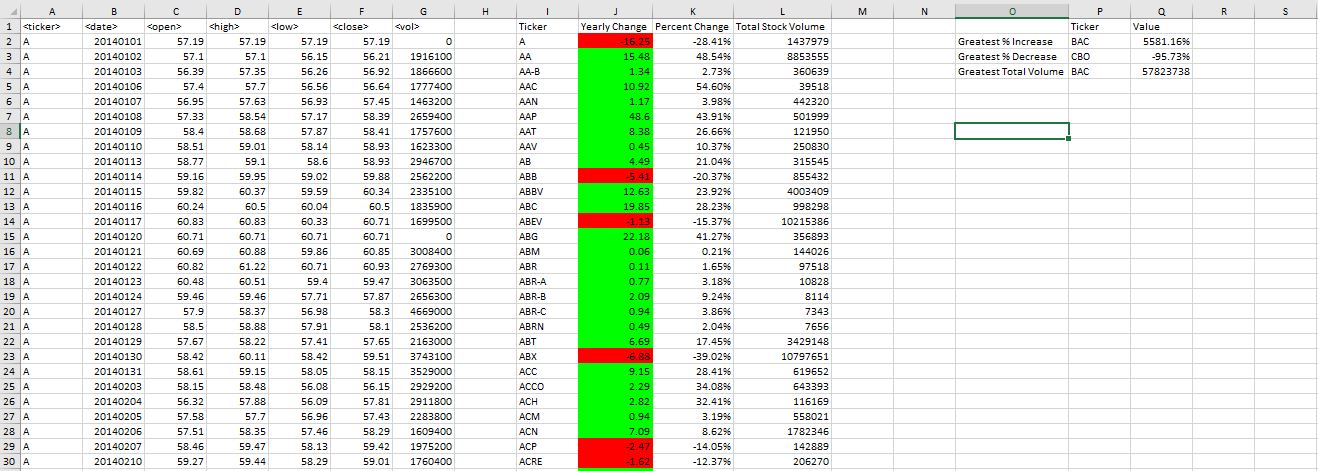 A B C D E F G H I J K L M N O P Q R S
1 <ticker> <date> <open> <high> <low> <close> <vol> Ticker Yearly Change Percent Change Total Stock Volume Ticker Value
2 A 20140101 57.19 57.19 57.19 57.19 0 A -16.25 -28.41% 1437979 Greatest % Increase BAC 5581.16%
3 A 20140102 57.1 57.1 56.15 56.21 1916100 AA 15.48 48.54% 8853555 Greatest % Decrease CBO -95.73%
4 A 20140103 56.39 57.35 56.26 56.92 1866600 AA-B 1.34 2.73% 360639 Greatest Total Volume BAC 57823738
5 A 20140106 57.4 57.7 56.56 56.64 1777400 AAC 10.92 54.60% 39518
6 A 20140107 56.95 57.63 56.93 57.45 1463200 AAN 1.17 3.98% 442320
7 A 20140108 57.33 58.54 57.17 58.39 2659400 AAP 48.6 43.91% 501999
8 A 20140109 58.4 58.68 57.87 58.41 1757600 AAT 8.38 26.66% 121950
9 A 20140110 58.51 59.01 58.14 58.93 1623300 AAV 0.45 10.37% 250830
10 A 20140113 58.77 59.1 58.6 58.93 2946700 AB 4.49 21.04% 315545
11 A 20140114 59.16 59.95 59.02 59.88 2562200 ABB -5.41 -20.37% 855432
12 A 20140115 59.82 60.37 59.59 60.34 2335100 ABBV 12.63 23.92% 4003409
13 A 20140116 60.24 60.5 60.04 60.5 1835900 ABC 19.85 28.23% 998298
14 A 20140117 60.83 60.83 60.33 60.71 1699500 ABEV -1.13 -15.37% 10215386
15 A 20140120 60.71 60.71 60.71 60.71 0 ABG 22.18 41.27% 356893
16 A 20140121 60.69 60.88 59.86 60.85 3008400 ABM 0.06 0.21% 144026
17 A 20140122 60.82 61.22 60.71 60.93 2769300 ABR 0.11 1.65% 97518
18 A 20140123 60.48 60.51 59.4 59.47 3063500 ABR-A 0.77 3.18% 10828
19 A 20140124 59.46 59.46 57.71 57.87 2656300 ABR-B 2.09 9.24% 8114
20 A 20140127 57.9 58.37 56.98 58.3 4669000 ABR-C 0.94 3.86% 7343
21 A 20140128 58.5 58.88 57.91 58.1 2536200 ABRN 0.49 2.04% 7656
22 A 20140129 57.67 58.22 57.41 57.65 2163000 ABT 6.69 17.45% 3429148
23 A 20140130 58.42 60.11 58.42 59.51 3743100 ABX -6.88 -39.02% 10797651
24 A 20140131 58.61 59.15 58.05 58.15 3529000 ACC 9.15 28.41% 619652
25 A 20140203 58.15 58.48 56.08 56.15 2929200 ACCO 2.29 34.08% 643393
26 A 20140204 56.32 57.88 56.09 57.81 2911800 ACH 2.82 32.41% 116169
27 A 20140205 57.58 57.7 56.96 57.43 2283800 ACM 0.94 3.19% 558021
28 A 20140206 57.51 58.35 57.46 58.29 1609400 ACN 7.09 8.62% 1782346
29 A 20140207 58.46 59.47 58.13 59.42 1975200 ACP -2.47 -14.05% 142889
30 A 20140210 59.27 59.44 58.29 59.01 1760400 ACRE -1.62 -12.37% 206270